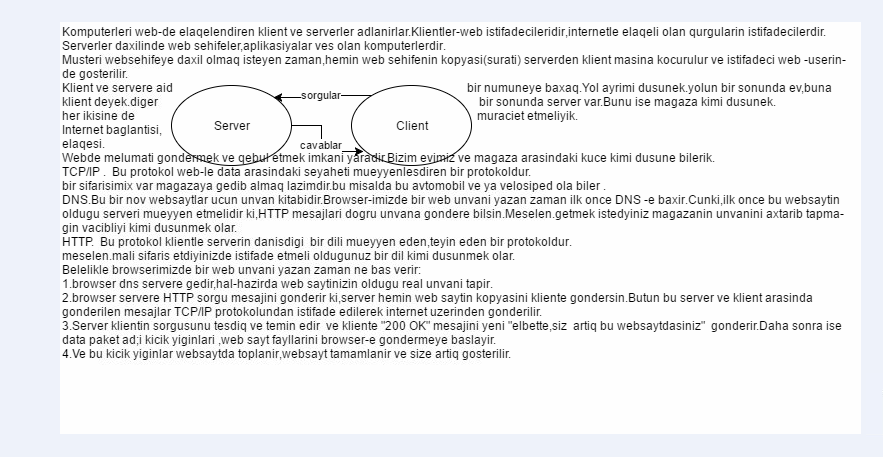 Komputerleri web-de elaqelendiren klient ve serverler adlanirlar.Klientler-web istifadecileridir,internetle elaqeli olan qurgularin istifadecilerdir.
Serverler daxilinde web sehifeler,aplikasiyalar ves olan komputerlerdir.
Musteri websehifeye daxil olmaq isteyen zaman,hemin web sehifenin kopyasi(surati) serverden klient masina kocurulur ve istifadeci web -userin-
de gosterilir.
Klient ve servere aid bir numuneye baxaq.Yol ayrimi dusunek.yolun bir sonunda ev,buna
sorgular
klient deyek.diger bir sonunda server var.Bunu ise magaza kimi dusunek.
her ikisine de muraciet etmeliyik.
Server Client
Internet baglantisi,
elaqesi.
cavablar
Webde melumati gondermek ve qebul etmek imkani yaradir.Bizim evimiz ve magaza arasindaki kuce kimi dusune bilerik.
TCP/IP . Bu protokol web-le data arasindaki seyaheti mueyyenlesdiren bir protokoldur.
bir sifarisimix var magazaya gedib almaq lazimdir.bu misalda bu avtomobil ve ya velosiped ola biler .
DNS.Bu bir nov websaytlar ucun unvan kitabidir.Browser-imizde bir web unvani yazan zaman ilk once DNS -e baxir.Cunki,ilk once bu websaytin
oldugu serveri mueyyen etmelidir ki,HTTP mesajlari dogru unvana gondere bilsin.Meselen.getmek istedyiniz magazanin unvanini axtarib tapma-
gin vacibliyi kimi dusunmek olar.
HTTP. Bu protokol klientle serverin danisdigi bir dili mueyyen eden,teyin eden bir protokoldur.
meselen.mali sifaris etdiyinizde istifade etmeli oldugunuz bir dil kimi dusunmek olar.
Belelikle browserimizde bir web unvani yazan zaman ne bas verir:
1.browser dns servere gedir,hal-hazirda web saytinizin oldugu real unvani tapir.
2.browser servere HTTP sorgu mesajini gonderir ki,server hemin web saytin kopyasini kliente gondersin.Butun bu server ve klient arasinda
gonderilen mesajlar TCP/IP protokolundan istifade edilerek internet uzerinden gonderilir.
3.Server klientin sorgusunu tesdiq ve temin edir ve kliente "200 OK" mesajini yeni "elbette,siz artiq bu websaytdasiniz" gonderir.Daha sonra ise
data paket ad;i kicik yiginlari ,web sayt fayllarini browser-e gondermeye baslayir.
4.Ve bu kicik yiginlar websaytda toplanir,websayt tamamlanir ve size artiq gosterilir.